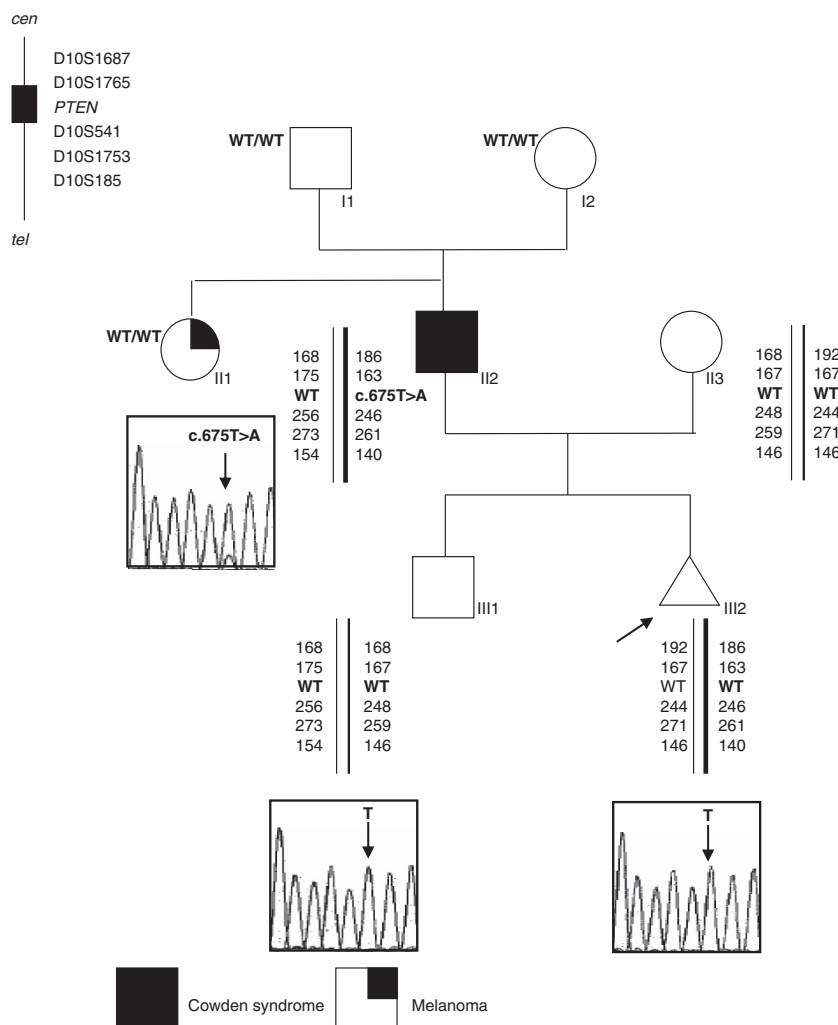 cen
D10S1687
D10S1765
PTEN
D10S541
D10S1753
D10S185
tel
WT/WT
WT/WT
I1
I2
WT/WT
II1
II2
II3
168 186
175 163
WT c.675T>A
256 246
273 261
154 140
168 192
167 167
WT WT
248 244
259 271
146 146
c.675T>A
III1
III2
168 168
175 167
WT WT
256 248
273 259
154 146
192 186
167 163
WT WT
244 246
271 261
146 140
T
T
Cowden syndrome
Melanoma